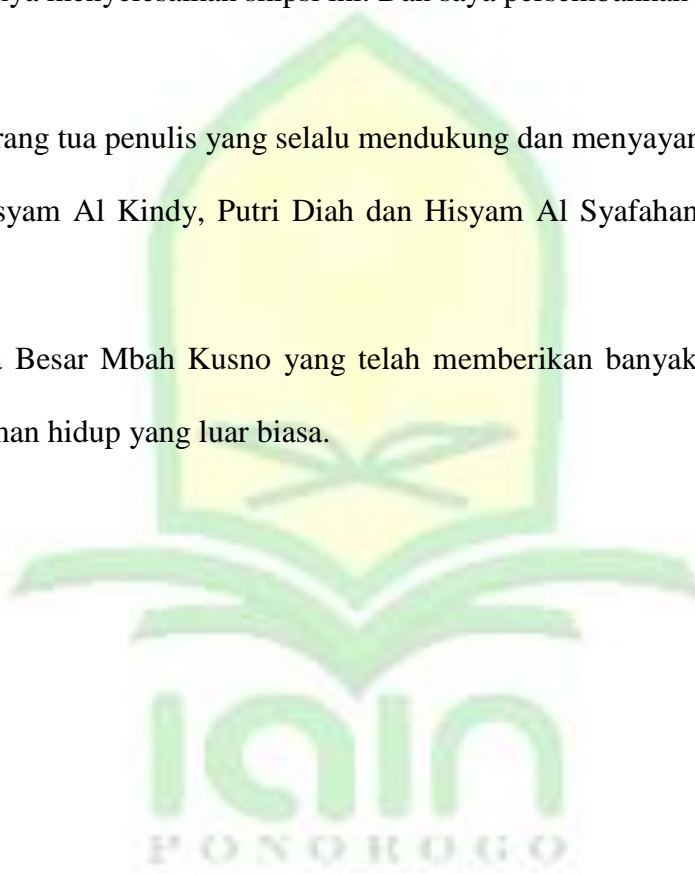 menyelesaikan skripsi ini. Dan saya persembahkan
rang tua penulis yang selalu mendukung dan menyayan
syam Al Kindy, Putri Diah dan Hisyam Al Syafahan
Besar Mbah Kusno yang telah memberikan banyak
nan hidup yang luar biasa.
iain
PONOROGO